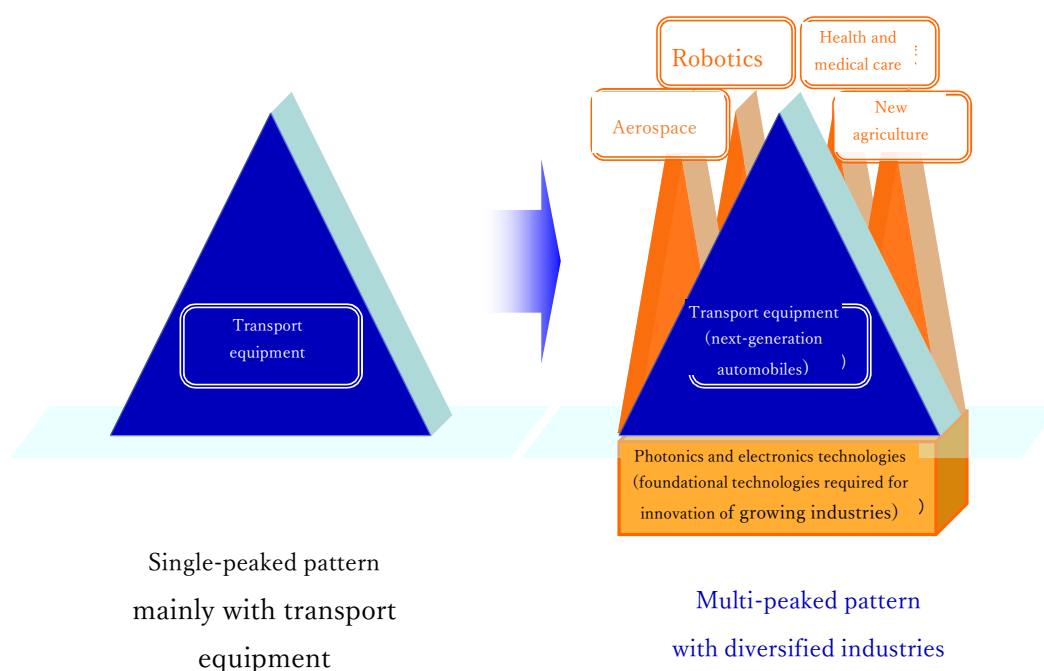 Robotics
Health and
medical care
⋮
Aerospace
New
agriculture
Transport
equipment
Transport equipment
(next-generation
automobiles) )
Photonics and electronics technologies
(foundational technologies required for
innovation of growing industries) )
Single-peaked pattern
mainly with transport
equipment
Multi-peaked pattern
with diversified industries